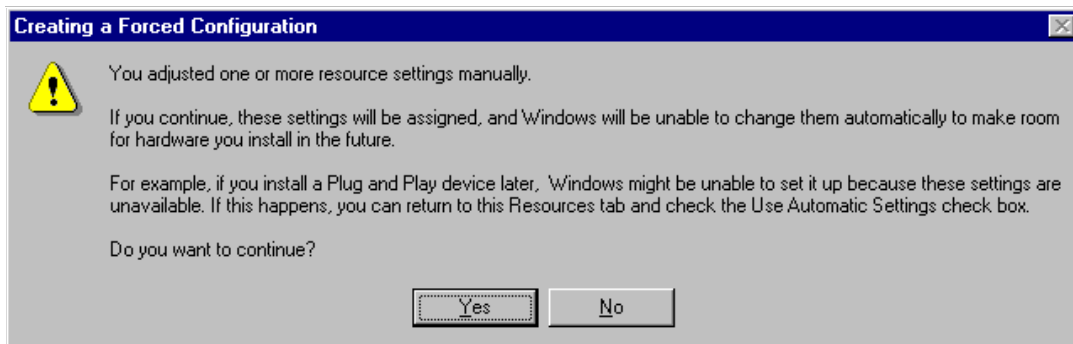 Creating a Forced Configuration
You adjusted one or more resource settings manually.
If you continue, these settings will be assigned, and Windows will be unable to change them automatically to make room
for hardware you install in the future.
For example, if you install a Plug and Play device later,  Windows might be unable to set it up because these settings are
unavailable. If this happens, you can return to this Resources tab and check the Use Automatic Settings check box.
Do you want to continue?
Yes No